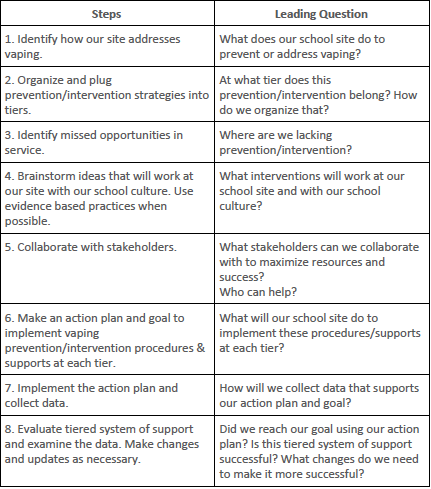 Steps
Leading Question
1. Identify how our site addresses
vaping.
What does our school site do to
prevent or address vaping?
2. Organize and plug
prevention/intervention strategies into
tiers.
At what tier does this
prevention/intervention belong? How
do we organize that?
3. Identify missed opportunities in
service.
Where are we lacking
prevention/intervention?
4. Brainstorm ideas that will work at
our site with our school culture. Use
evidence based practices when
possible.
What interventions will work at our
school site and with our school
culture?
5. Collaborate with stakeholders.
What stakeholders can we collaborate
with to maximize resources and
success?
Who can help?
6. Make an action plan and goal to
implement vaping
prevention/intervention procedures &
supports at each tier.
What will our school site do to
implement these procedures/supports
at each tier?
7. Implement the action plan and
collect data.
How will we collect data that supports
our action plan and goal?
8. Evaluate tiered system of support
and examine the data. Make changes
and updates as necessary.
Did we reach our goal using our action
plan? Is this tiered system of support
successful? What changes do we need
to make it more successful?